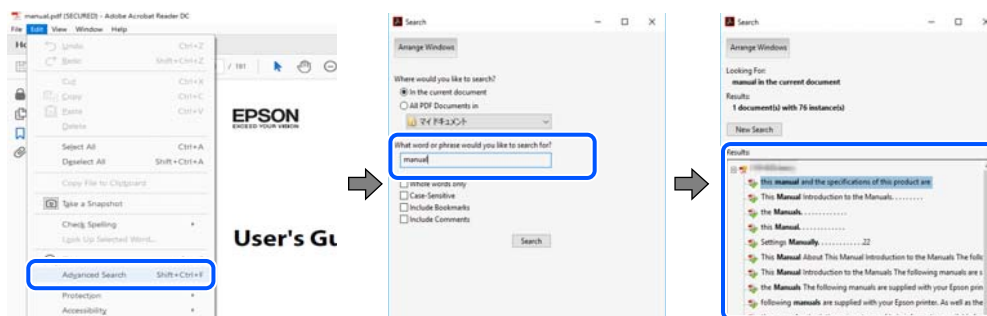 manual.pdf (SECURED) - Adobe Acrobat Reader DC
File Edit View Window Help
Undo Ctrl+Z
Redo Shift+Ctrl+Z
Cut Ctrl+X
Copy Ctrl+C
Paste Ctrl+V
Delete
Select All Ctrl+A
Deselect All Shift+Ctrl+A
Copy File to Clipboard
Take a Snapshot
Check Spelling
Look Up Selected Word...
Advanced Search Shift+Ctrl+F
Protection
Accessibility
/ 191
EPSON
EXCEED YOUR VISION
User's Gu
Search
Arrange Windows
Where would you like to search?
In the current document
All PDF Documents in
マイ ドキュメント
What word or phrase would you like to search for?
manual
Whole words only
Case-Sensitive
Include Bookmarks
Include Comments
Search
Search
Arrange Windows
Looking For:
manual in the current document
Results:
1 document(s) with 76 instance(s)
New Search
Results:
this manual and the specifications of this product are
This Manual Introduction to the Manuals. . . . . . . . .
the Manuals. . . . . . . . . . . . .
this Manual. . . . . . . . . . . . .
Settings Manually. . . . . . . . . . . . .22
This Manual About This Manual Introduction to the Manuals The follo
This Manual Introduction to the Manuals The following manuals are s
the Manuals The following manuals are supplied with your Epson prin
following manuals are supplied with your Epson printer. As well as the